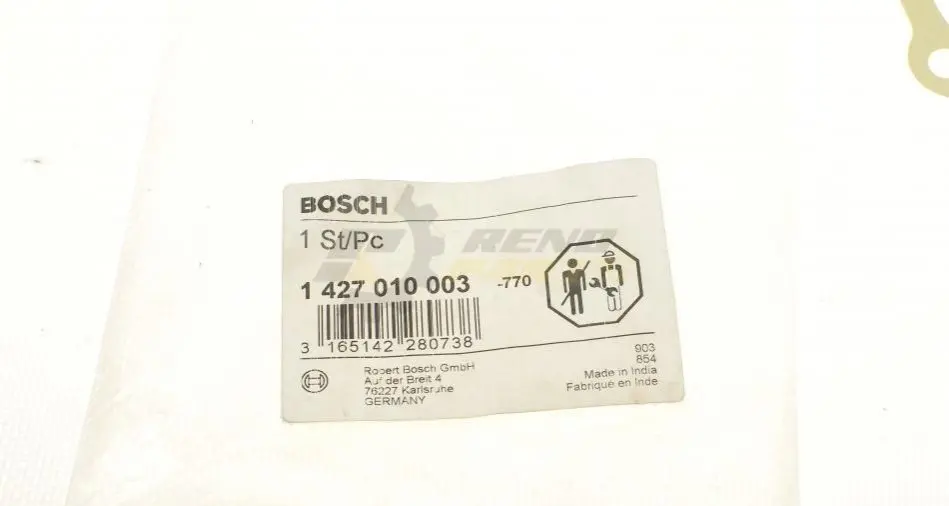 BOSCH
1 St/Pc
RENO
1 427 010 003 -770
3 165142 280738
903
854
Robert Bosch GmbH
Auf der Breit 4
76227 Karlsruhe
GERMANY
Made in India
Fabriqué en Inde